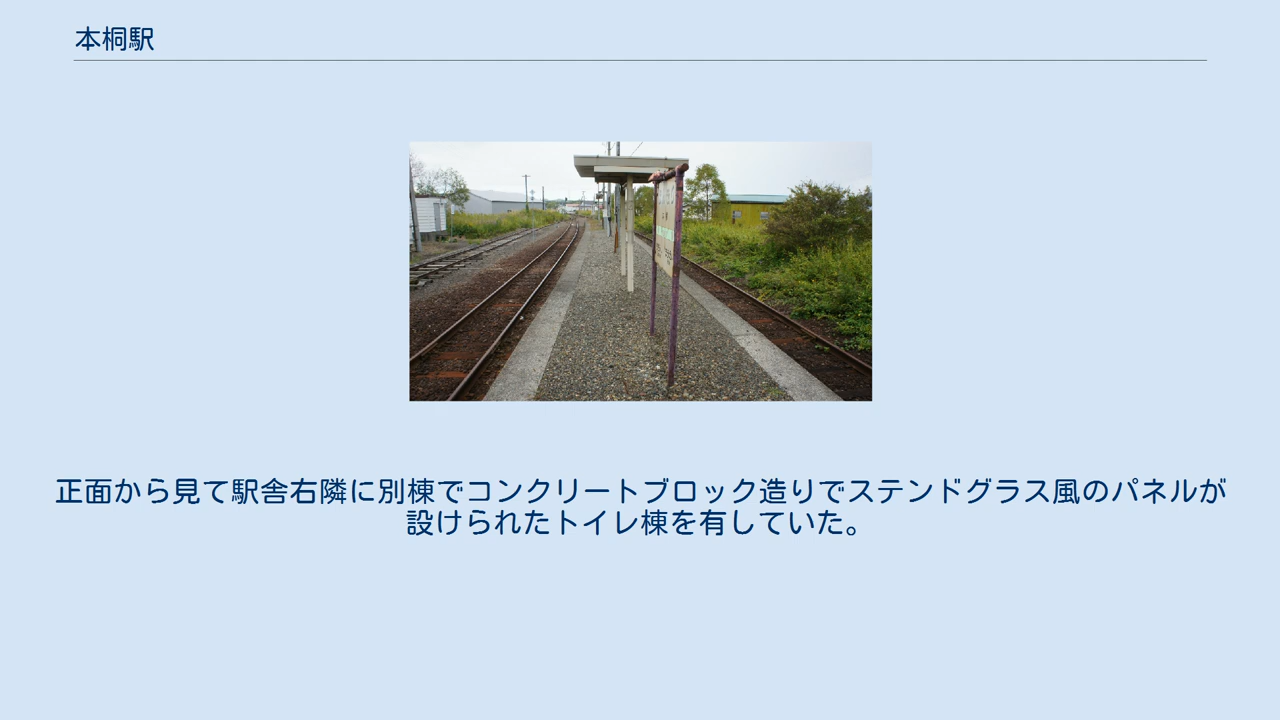 本桐駅
正面から見て駅舎右隣に別棟でコンクリートブロック造りでステンドグラス風のパネルが
設けられたトイレ棟を有していた。